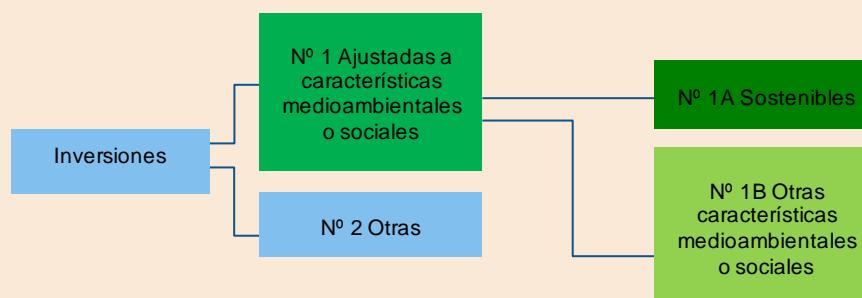 Inversiones
Nº 1 Ajustadas a
características
medioambientales
o sociales
Nº 2 Otras
Nº 1A Sostenibles
Nº 1B Otras
características
medioambientales
o sociales